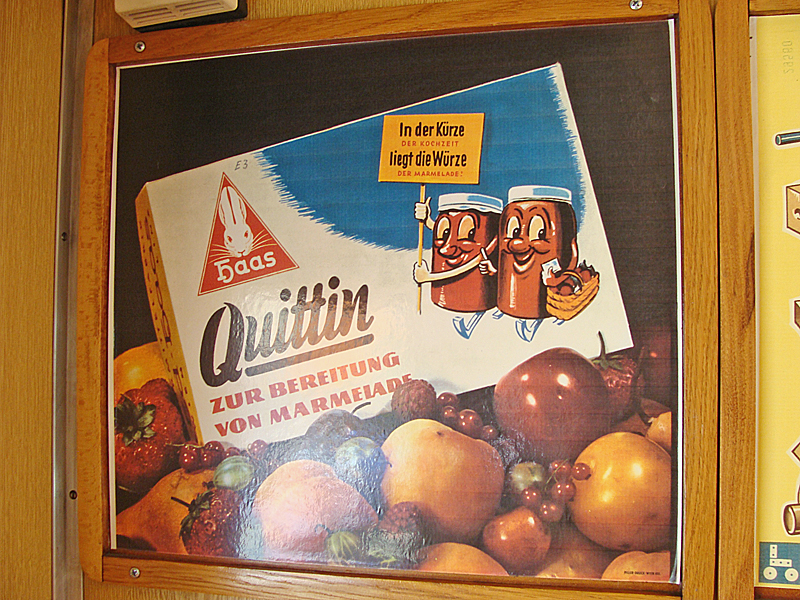 In der Kürze
DER KOCHZEIT
liegt die Würze
DER MARMELADE!
E3
Haas
Quittin
ZUR BEREITUNG
VON MARMELADE